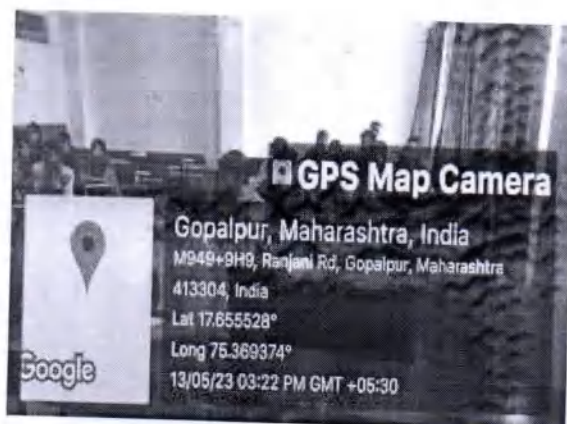 GPS Map Camera
Gopalpur, Maharashtra, India
M949+9H9, Ranjani Rd, Gopalpur, Maharashtra
413304, India
Lat 17.655528°
Long 75.369374°
13/05/23 03:22 PM GMT +05:30
Google